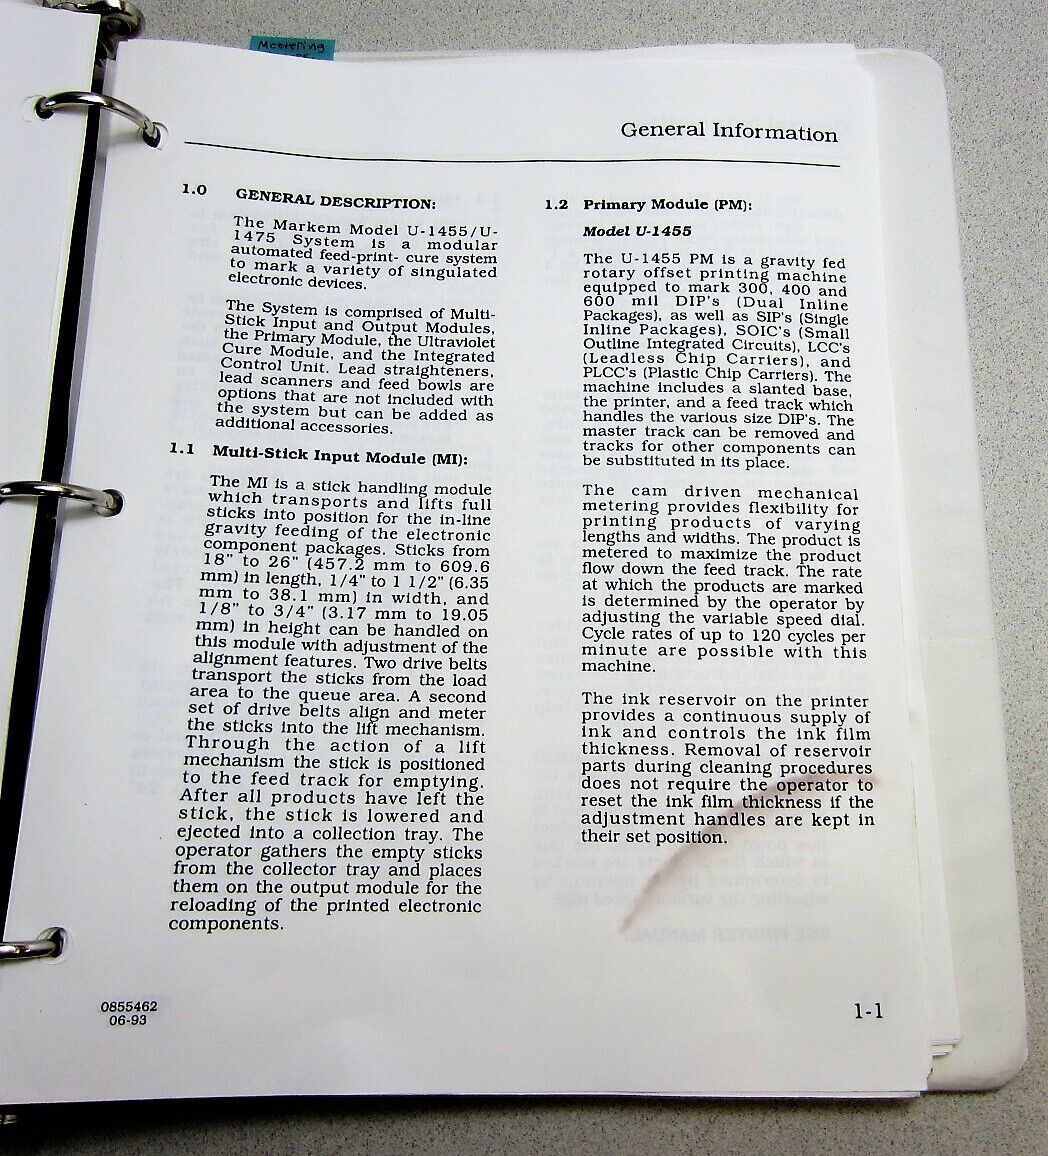 Metering
General Information
1.0 GENERAL DESCRIPTION:
The Markem Model U-1455/U-
1475 System is a modular
automated feed-print- cure system
to mark a variety of singulated
electronic devices.
The System is comprised of Multi-
Stick Input and Output Modules,
the Primary Module, the Ultraviolet
Cure Module, and the Integrated
Control Unit. Lead straighteners,
lead scanners and feed bowls are
options that are not included with
the system but can be added as
additional accessories.
1.1 Multi-Stick Input Module (MI):
The MI is a stick handling module
which transports and lifts full
sticks into position for the in-line
gravity feeding of the electronic
component packages. Sticks from
18" to 26" (457.2 mm to 609.6
mm) in length, 1/4" to 1 1/2" (6.35
mm to 38.1 mm) in width, and
1/8" to 3/4" (3.17 mm to 19.05
mm) in height can be handled on
this module with adjustment of the
alignment features. Two drive belts
transport the sticks from the load
area to the queue area. A second
set of drive belts align and meter
the sticks into the lift mechanism.
Through the action of a lift
mechanism the stick is positioned
to the feed track for emptying.
After all products have left the
stick, the stick is lowered and
ejected into a collection tray. The
operator gathers the empty sticks
from the collector tray and places
them on the output module for the
reloading of the printed electronic
components.
1.2 Primary Module (PM):
Model U-1455
The U-1455 PM is a gravity fed
rotary offset printing machine
equipped to mark 300, 400 and
600 mil DIP's (Dual Inline
Packages), as well as SIP's (Single
Inline Packages), SOIC's (Small
Outline Integrated Circuits), LCC's
(Leadless Chip Carriers), and
PLCC's (Plastic Chip Carriers). The
machine includes a slanted base,
the printer, and a feed track which
handles the various size DIP's. The
master track can be removed and
tracks for other components can
be substituted in its place.
The cam driven mechanical
metering provides flexibility for
printing products of varying
lengths and widths. The product is
metered to maximize the product
flow down the feed track. The rate
at which the products are marked
is determined by the operator by
adjusting the variable speed dial.
Cycle rates of up to 120 cycles per
minute are possible with this
machine.
The ink reservoir on the printer
provides a continuous supply of
ink and controls the ink film
thickness. Removal of reservoir
parts during cleaning procedures
does not require the operator to
reset the ink film thickness if the
adjustment handles are kept in
their set position.
0855462
06-93
1-1